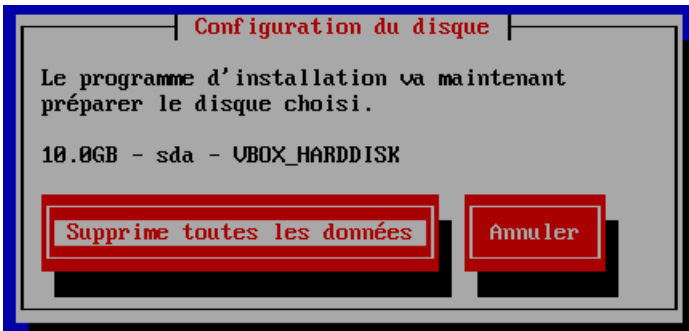 Configuration du disque
Le programme d'installation va maintenant
préparer le disque choisi.
10.0GB - sda - VBOX_HARDDISK
Supprime toutes les données Annuler